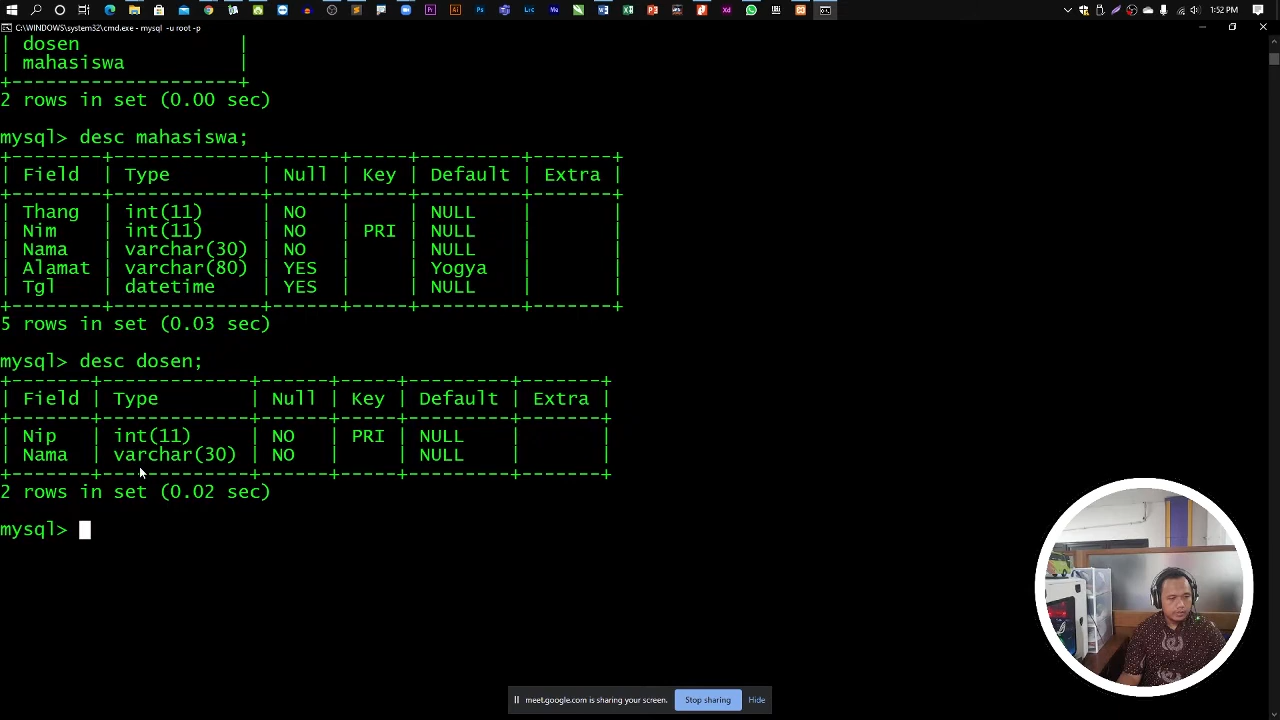 1:52 PM
C:\WINDOWS\system32\cmd.exe - mysql -u root -p
| dosen |
| mahasiswa |
+--------------------+
2 rows in set (0.00 sec)
mysql> desc mahasiswa;
+--------+-------------+------+-----+---------+-------+
| Field | Type | Null | Key | Default | Extra |
+--------+-------------+------+-----+---------+-------+
| Thang | int(11) | NO | | NULL | |
| Nim | int(11) | NO | PRI | NULL | |
| Nama | varchar(30) | NO | | NULL | |
| Alamat | varchar(80) | YES | | Yogya | |
| Tgl | datetime | YES | | NULL | |
+--------+-------------+------+-----+---------+-------+
5 rows in set (0.03 sec)
mysql> desc dosen;
+-------+-------------+------+-----+---------+-------+
| Field | Type | Null | Key | Default | Extra |
+-------+-------------+------+-----+---------+-------+
| Nip | int(11) | NO | PRI | NULL | |
| Nama | varchar(30) | NO | | NULL | |
+-------+-------------+------+-----+---------+-------+
2 rows in set (0.02 sec)
mysql>
meet.google.com is sharing your screen. Stop sharing Hide